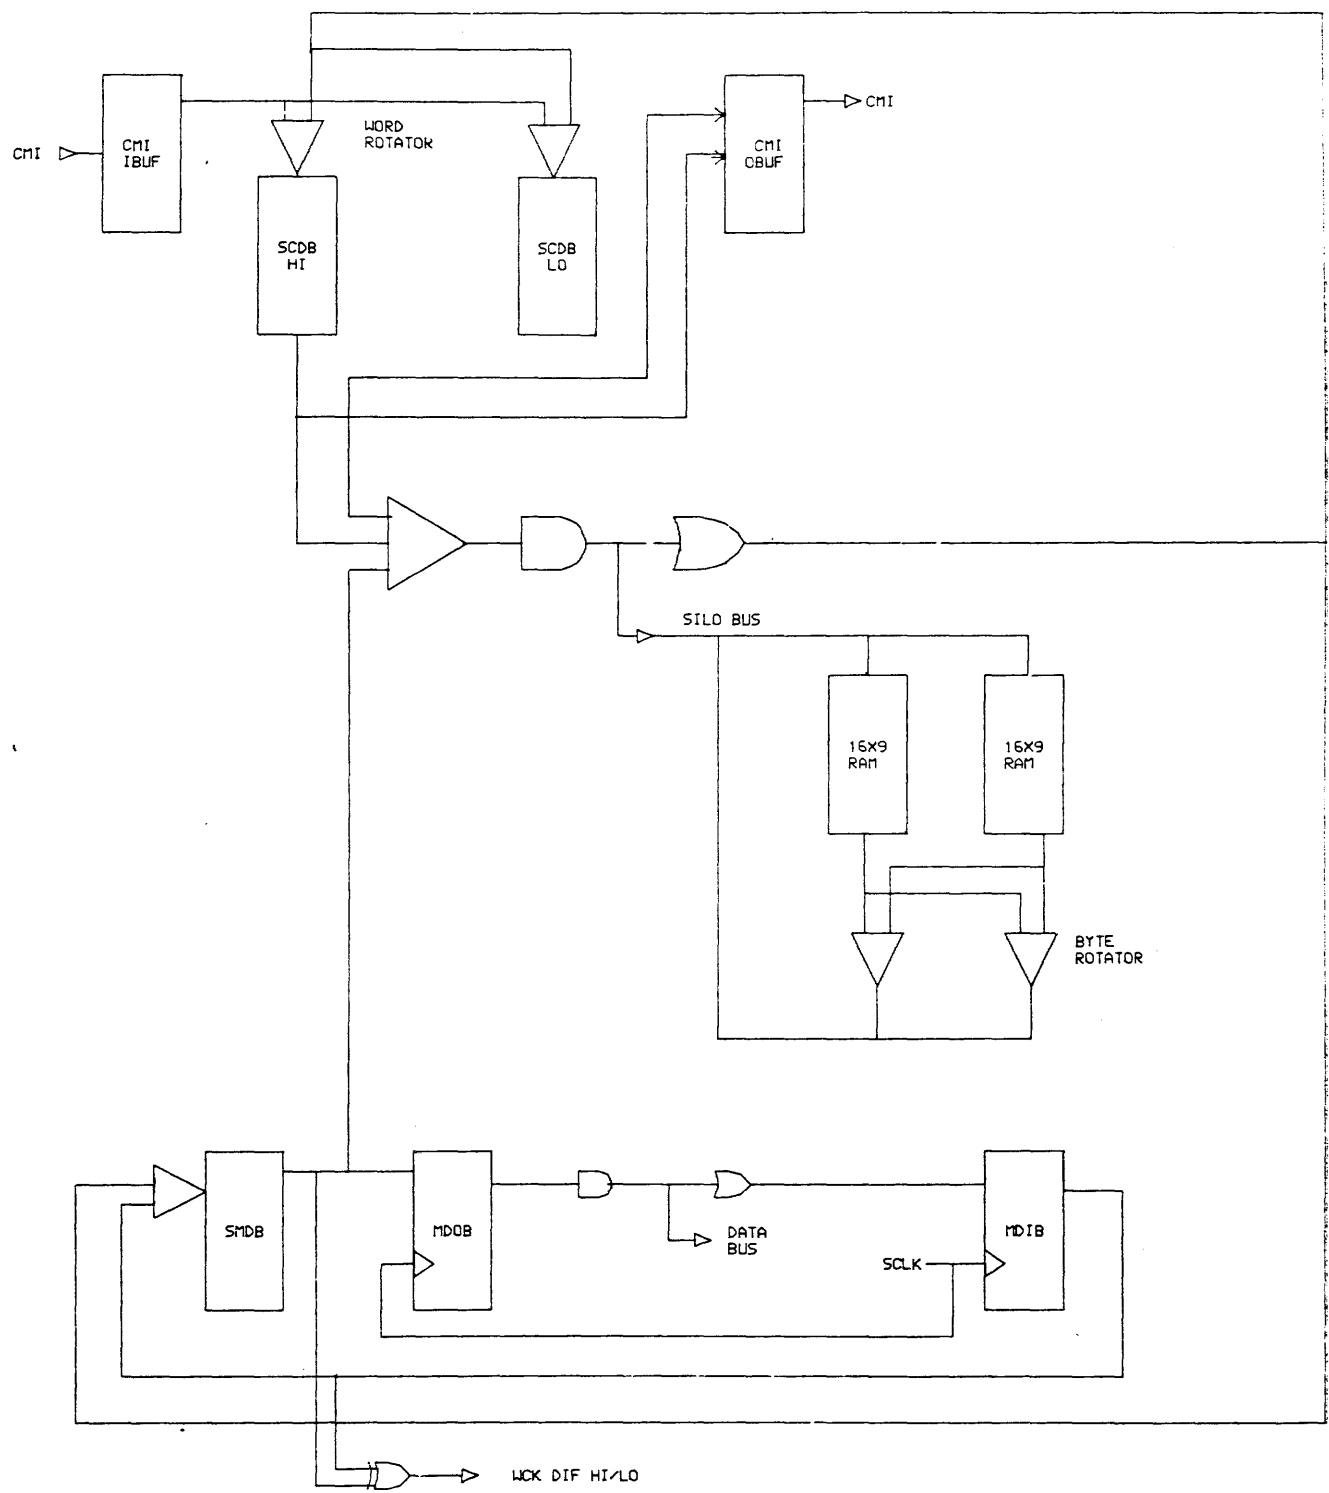 CMI
CMI
IBUF
WORD
ROTATOR
CMI
OBUF
CMI
SCDB
HI
SCDB
LO
SILO BUS
16X9
RAM
16X9
RAM
BYTE
ROTATOR
SMDB
MDOB
DATA
BUS
SCLK
MDIB
WCK DIF HI/LO